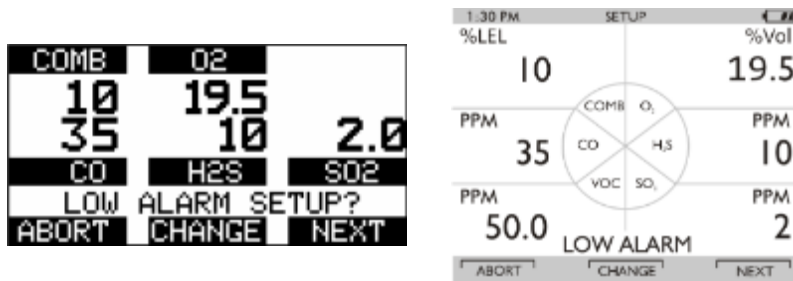 COMB O2
10 19.5
35 10 2.0
CO H2S SO2
LOW ALARM SETUP?
ABORT CHANGE NEXT
1:30 PM SETUP
%LEL %Vol
10 19.5
COMB O₂
PPM PPM
CO H₂S
35 10
VOC SO₂
PPM PPM
50.0 2
LOW ALARM
ABORT CHANGE NEXT